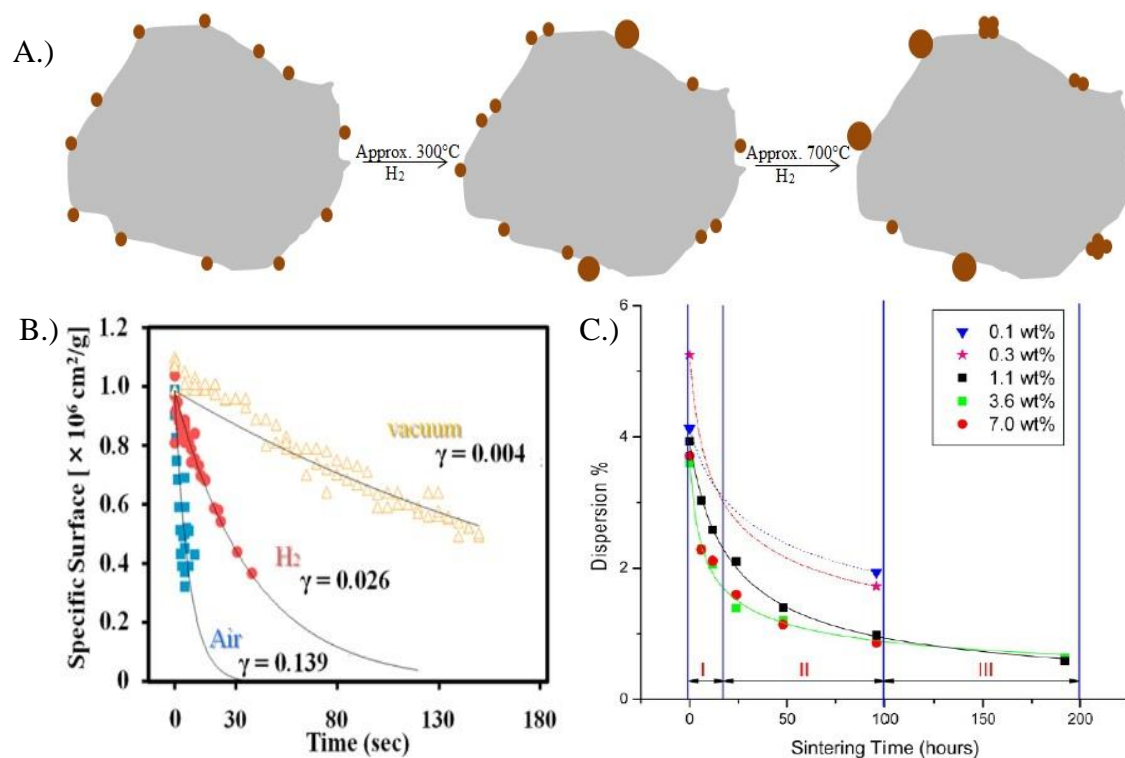 A.)
Approx. 300°C
H2
Approx. 700°C
H2
B.)
Specific Surface [ × 10⁶ cm²/g]
1.2
1.0
0.8
0.6
0.4
0.2
0
vacuum
γ = 0.004
H2
γ = 0.026
Air
γ = 0.139
0 30 80 130 180
Time (sec)
C.)
Dispersion %
6
4
2
0
0.1 wt%
0.3 wt%
1.1 wt%
3.6 wt%
7.0 wt%
I II III
0 50 100 150 200
Sintering Time (hours)